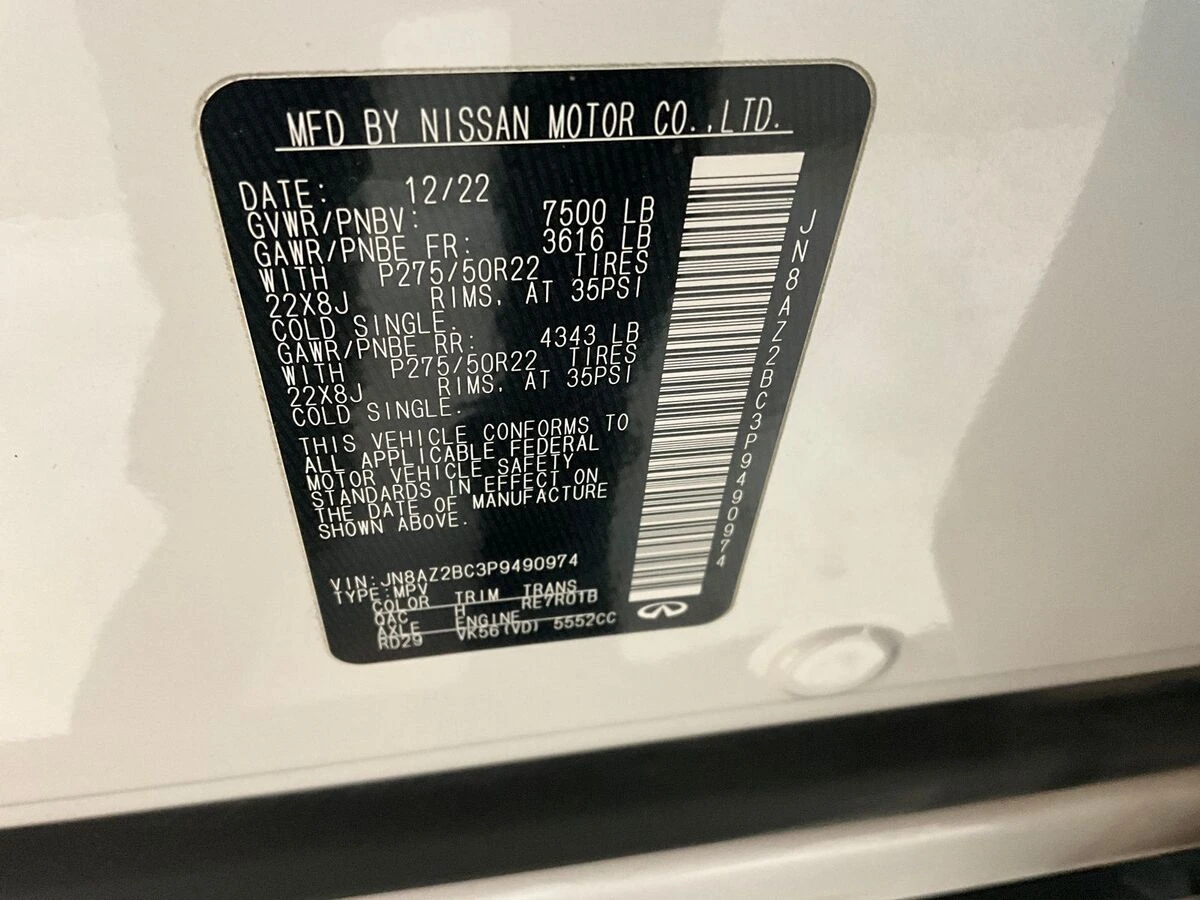 MFD BY NISSAN MOTOR CO.,LTD.
DATE: 12/22
GVWR/PNBV: 7500 LB
GAWR/PNBE FR: 3616 LB
WITH P275/50R22 TIRES
22X8J RIMS, AT 35PSI
COLD SINGLE.
GAWR/PNBE RR: 4343 LB
WITH P275/50R22 TIRES
22X8J RIMS, AT 35PSI
COLD SINGLE.
THIS VEHICLE CONFORMS TO
ALL APPLICABLE FEDERAL
MOTOR VEHICLE SAFETY
STANDARDS IN EFFECT ON
THE DATE OF MANUFACTURE
SHOWN ABOVE.
VIN:JN8AZ2BC3P9490974
TYPE:MPV
COLOR TRIM TRANS
QAC H RE7R01B
AXLE ENGINE
RD29 VK56(VD) 5552CC
JN8AZ2BC3P9490974